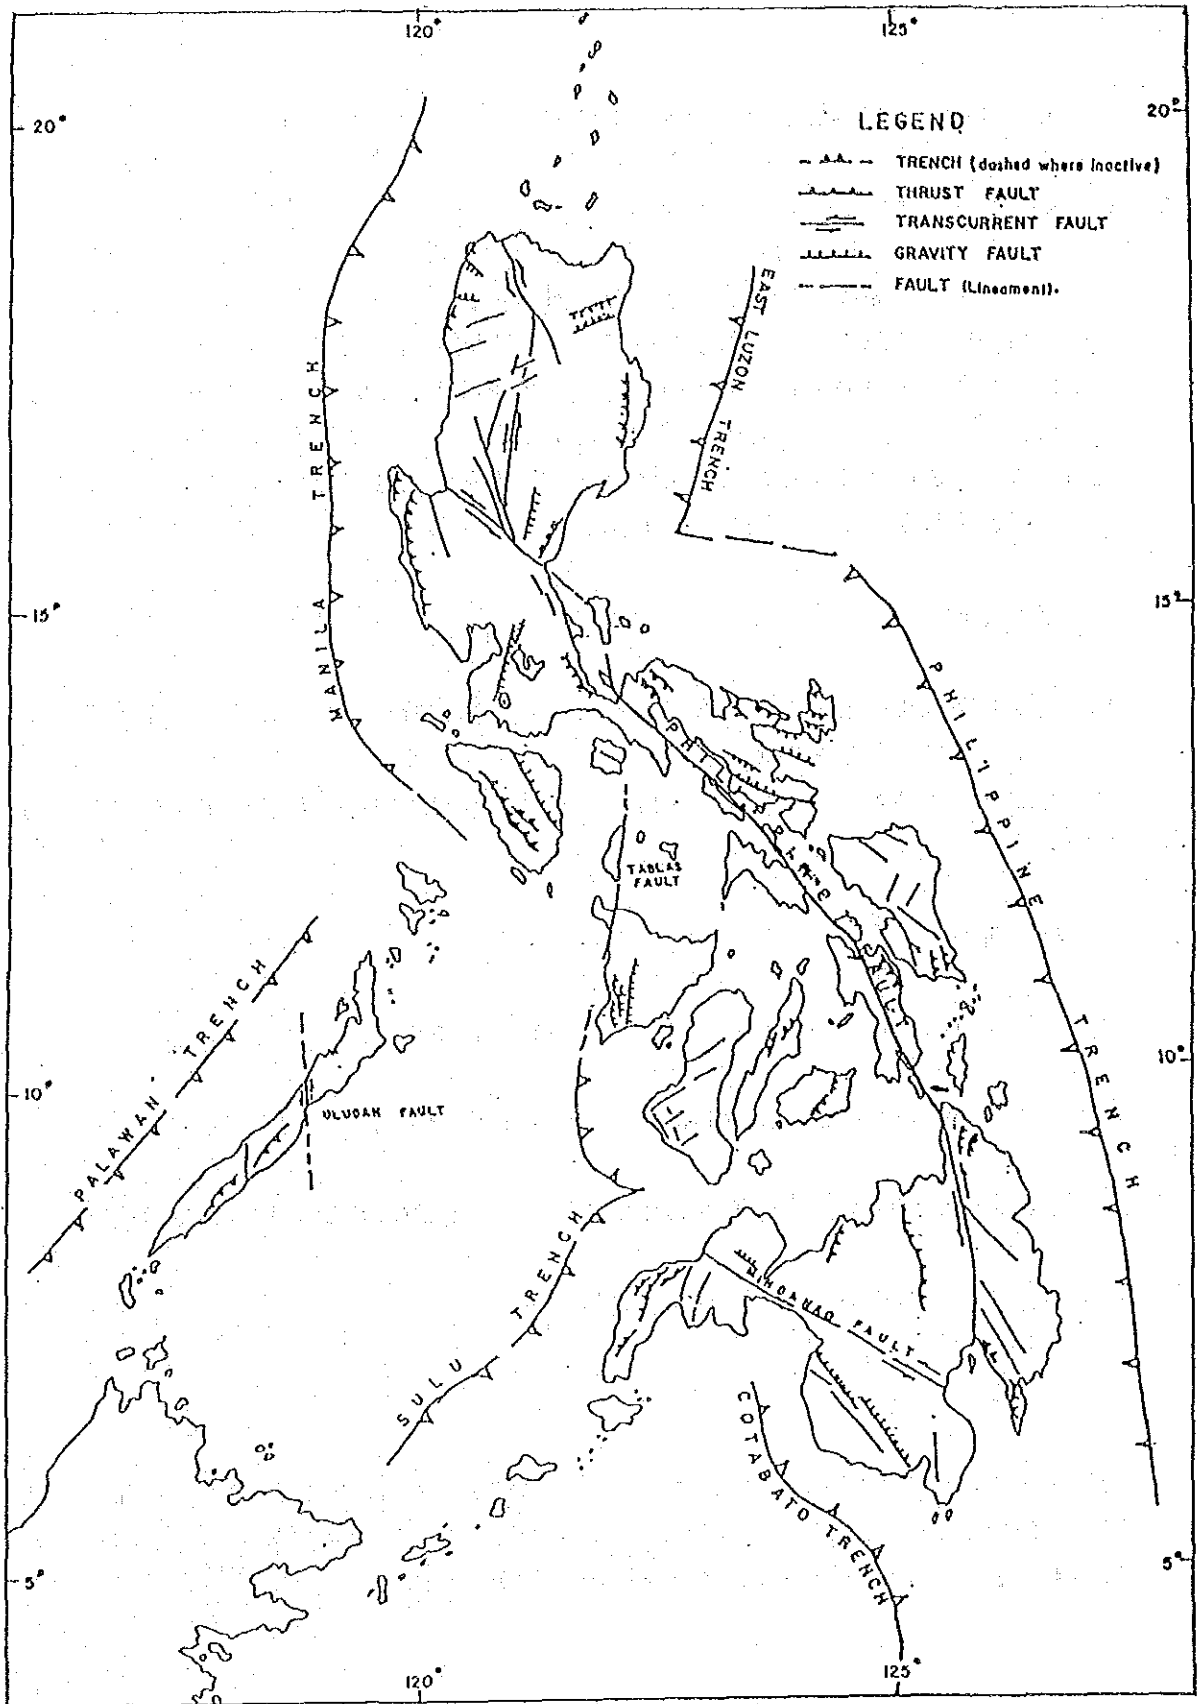 120°
125°
20°
20°
LEGEND
TRENCH (dashed where inactive)
THRUST FAULT
TRANSCURRENT FAULT
GRAVITY FAULT
FAULT (Lineament).
EAST LUZON TRENCH
MANILA TRENCH
15°
15°
PHILIPPINE TRENCH
PHILIPPINE FAULT
TABLAS
FAULT
PALAWAN TRENCH
10°
10°
ULUGAN FAULT
SULU TRENCH
MINDANAO FAULT
COTABATO TRENCH
5°
5°
120°
125°